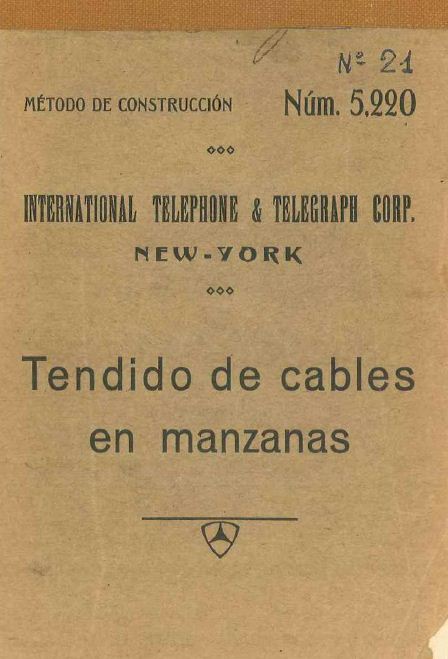 Nº 21
MÉTODO DE CONSTRUCCIÓN Núm. 5,220
INTERNATIONAL TELEPHONE & TELEGRAPH CORP.
NEW-YORK
Tendido de cables
en manzanas